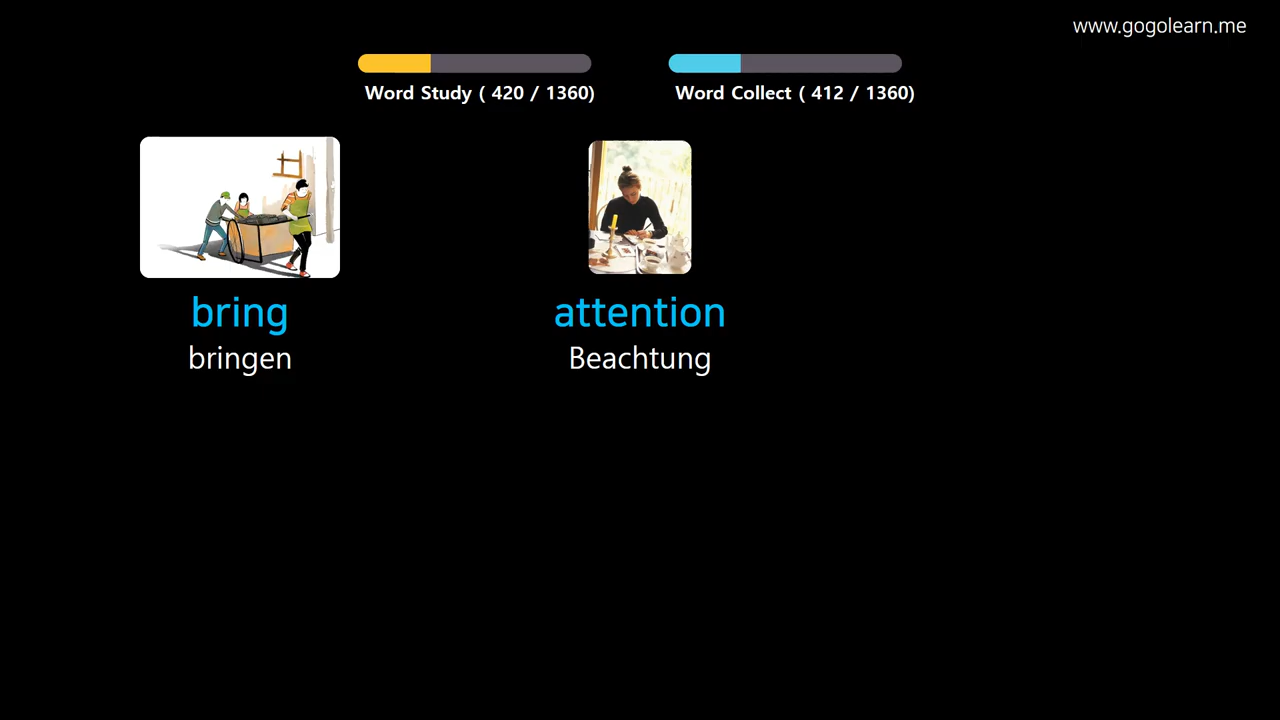 www.gogolearn.me
Word Study ( 420 / 1360)
Word Collect ( 412 / 1360)
bring
bringen
attention
Beachtung